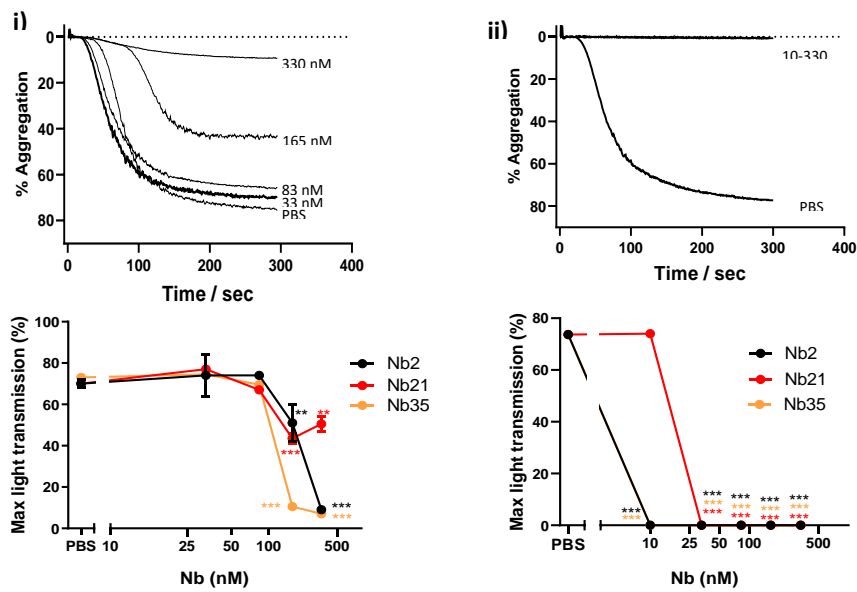 i)
0
20
40
60
80
% Aggregation
330 nM
165 nM
83 nM
33 nM
PBS
0 100 200 300 400
Time / sec
ii)
0
20
40
60
80
% Aggregation
10-330
PBS
0 100 200 300 400
Time / sec
100
80
60
40
20
0
Max light transmission (%)
Nb2
Nb21
Nb35
**
**
***
***
***
***
PBS 10 25 50 100 500
Nb (nM)
80
60
40
20
0
Max light transmission (%)
Nb2
Nb21
Nb35
*** *** *** ***
*** *** *** *** ***
*** *** *** ***
***
PBS 10 25 50 100 500
Nb (nM)